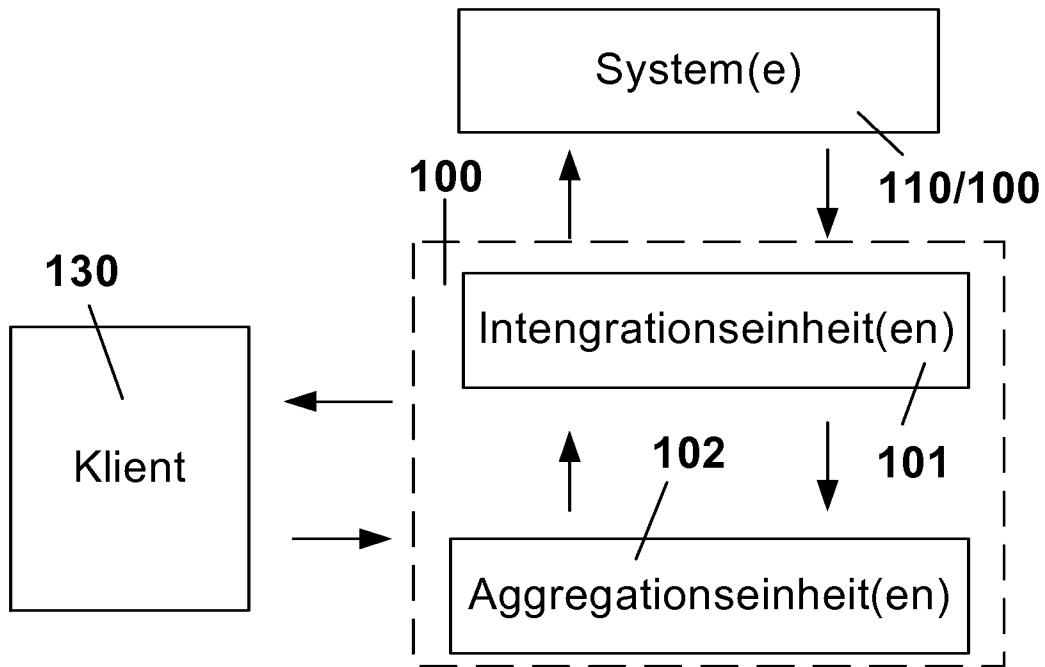 System(e)
100
110/100
130
Intengrationseinheit(en)
102
101
Klient
Aggregationseinheit(en)